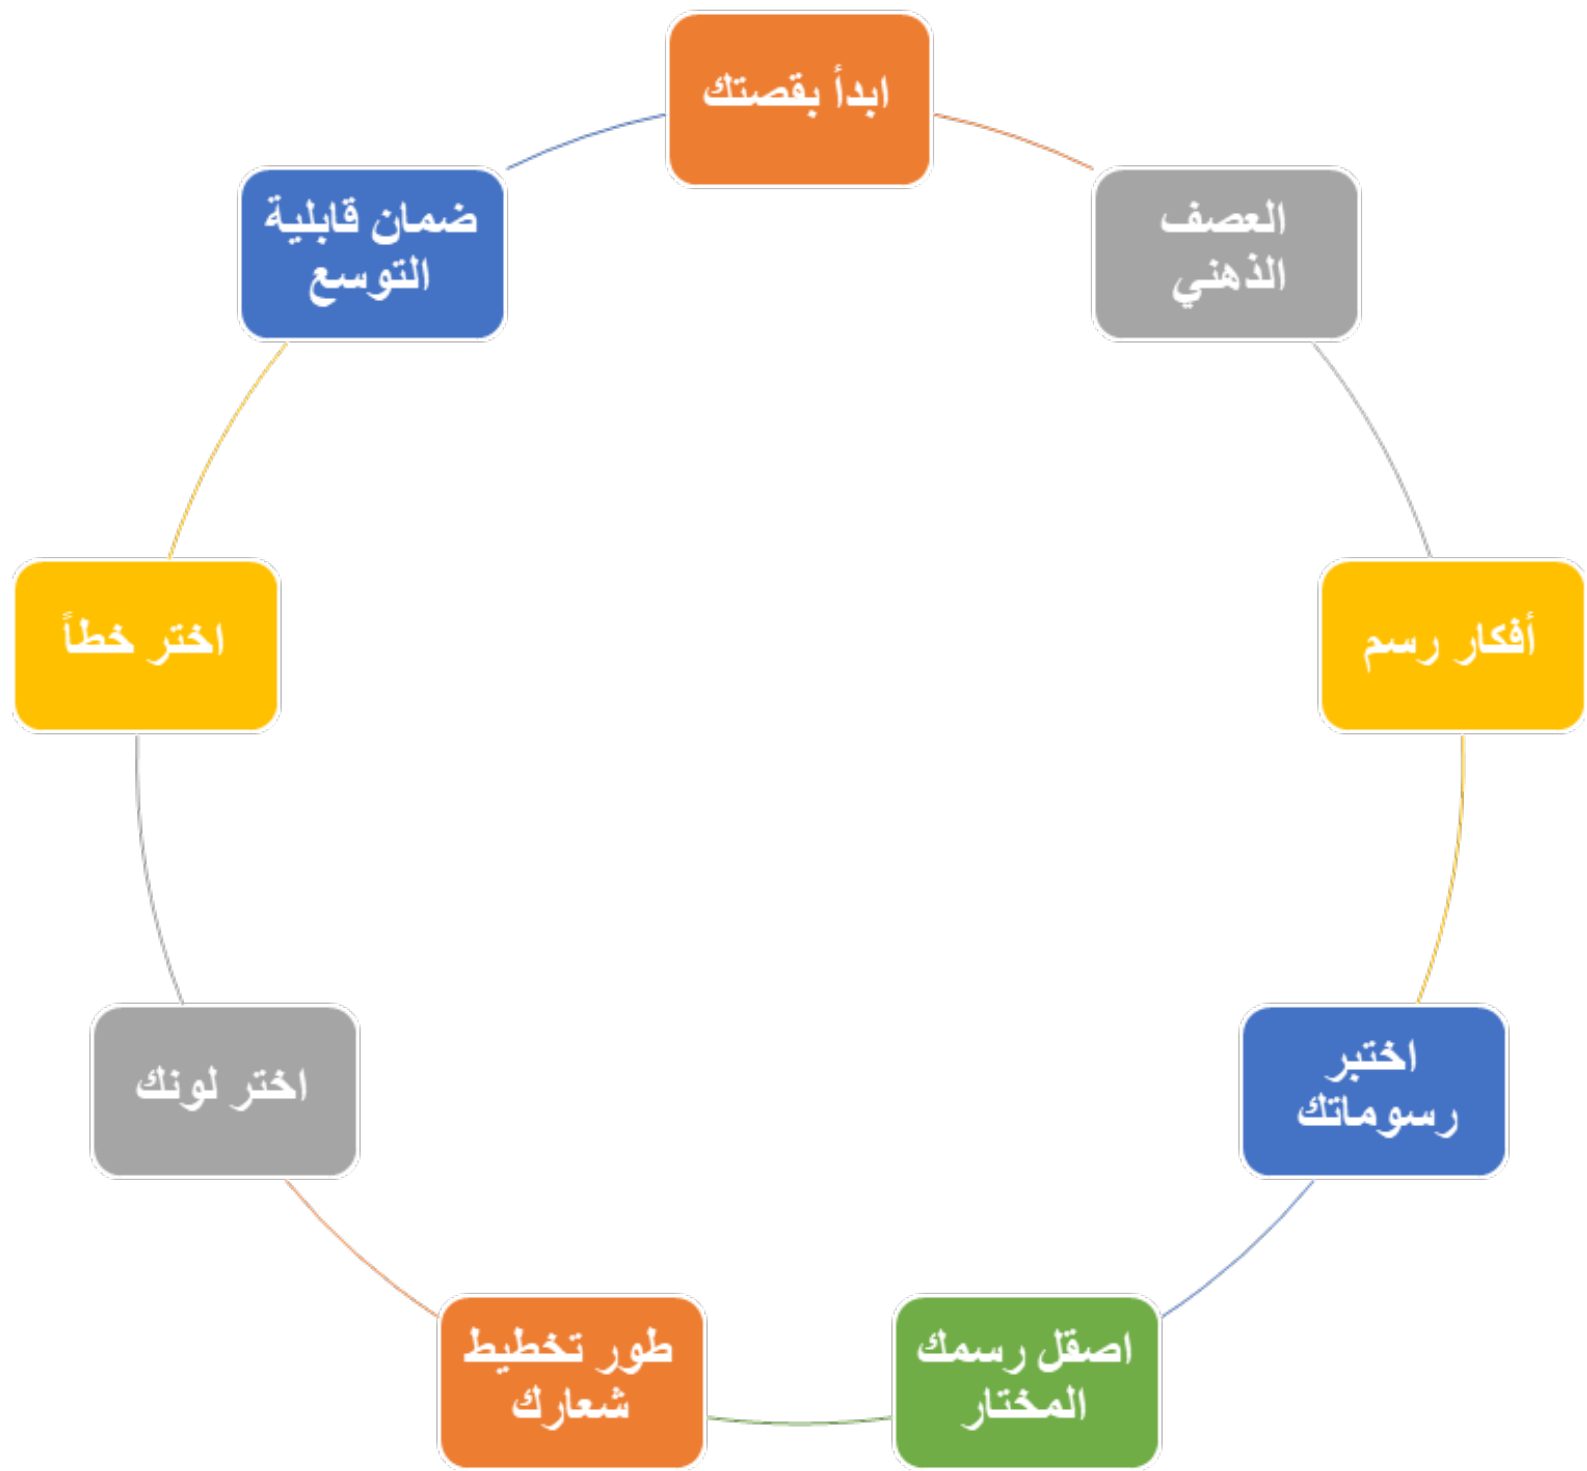 ابدأ بقصتك
العصف
الذهني
أفكار رسم
اختبر
رسوماتك
اصقل رسمك
المختار
طور تخطيط
شعارك
اختر لونك
اختر خطاً
ضمان قابلية
التوسع